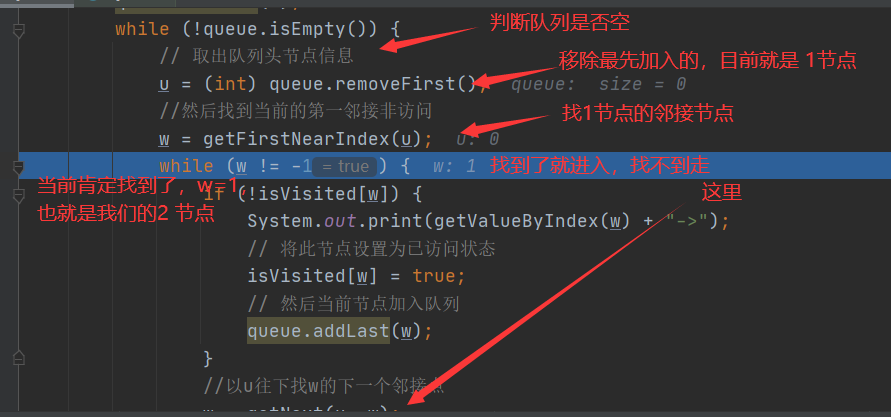 while (!queue.isEmpty()) {
判断队列是否空
// 取出队列头节点信息
移除最先加入的，目前就是 1节点
u = (int) queue.removeFirst(); queue: size = 0
//然后找到当前的第一邻接非访问
找1节点的邻接节点
w = getFirstNearIndex(u); u: 0
while (w != -1 = true ) { w: 1 找到了就进入，找不到走
这里
当前肯定找到了，w=1，
也就是我们的2 节点
if (!isVisited[w]) {
System.out.print(getValueByIndex(w) + "->");
// 将此节点设置为已访问状态
isVisited[w] = true;
// 然后当前节点加入队列
queue.addLast(w);
}
//以u往下找w的下一个邻接点